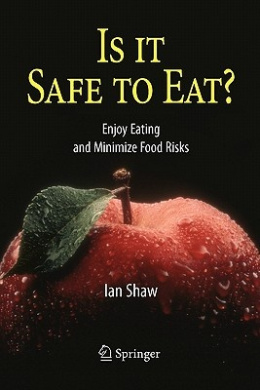 IS IT
SAFE TO EAT?
Enjoy Eating
and Minimize Food Risks
Ian Shaw
Springer